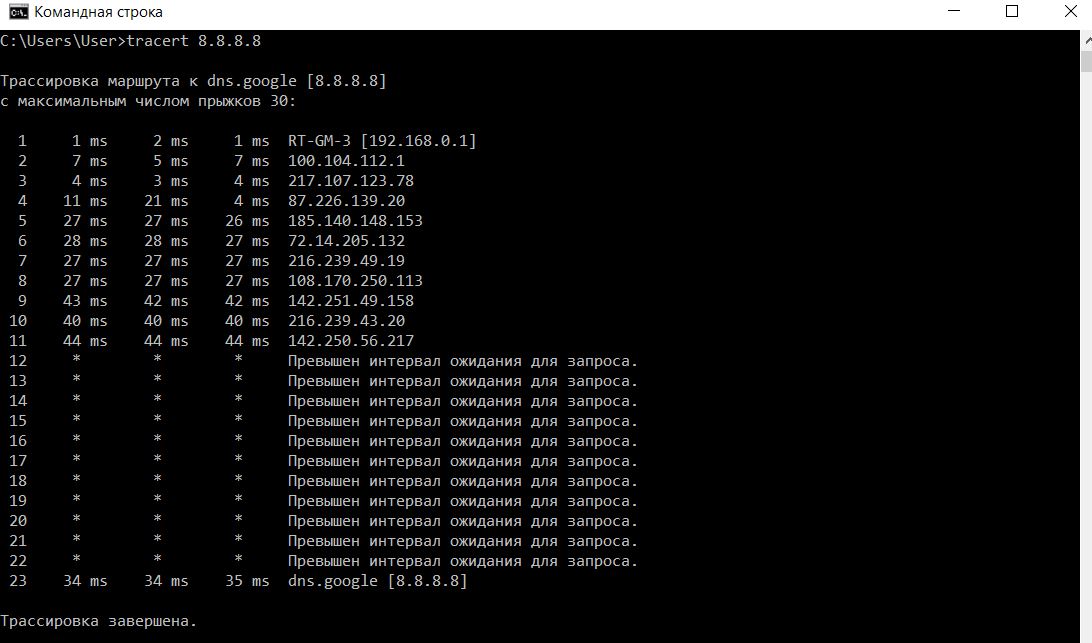 Командная строка
C:\Users\User>tracert 8.8.8.8
Трассировка маршрута к dns.google [8.8.8.8]
с максимальным числом прыжков 30:
1 1 ms 2 ms 1 ms RT-GM-3 [192.168.0.1]
2 7 ms 5 ms 7 ms 100.104.112.1
3 4 ms 3 ms 4 ms 217.107.123.78
4 11 ms 21 ms 4 ms 87.226.139.20
5 27 ms 27 ms 26 ms 185.140.148.153
6 28 ms 28 ms 27 ms 72.14.205.132
7 27 ms 27 ms 27 ms 216.239.49.19
8 27 ms 27 ms 27 ms 108.170.250.113
9 43 ms 42 ms 42 ms 142.251.49.158
10 40 ms 40 ms 40 ms 216.239.43.20
11 44 ms 44 ms 44 ms 142.250.56.217
12 * * * Превышен интервал ожидания для запроса.
13 * * * Превышен интервал ожидания для запроса.
14 * * * Превышен интервал ожидания для запроса.
15 * * * Превышен интервал ожидания для запроса.
16 * * * Превышен интервал ожидания для запроса.
17 * * * Превышен интервал ожидания для запроса.
18 * * * Превышен интервал ожидания для запроса.
19 * * * Превышен интервал ожидания для запроса.
20 * * * Превышен интервал ожидания для запроса.
21 * * * Превышен интервал ожидания для запроса.
22 * * * Превышен интервал ожидания для запроса.
23 34 ms 34 ms 35 ms dns.google [8.8.8.8]
Трассировка завершена.